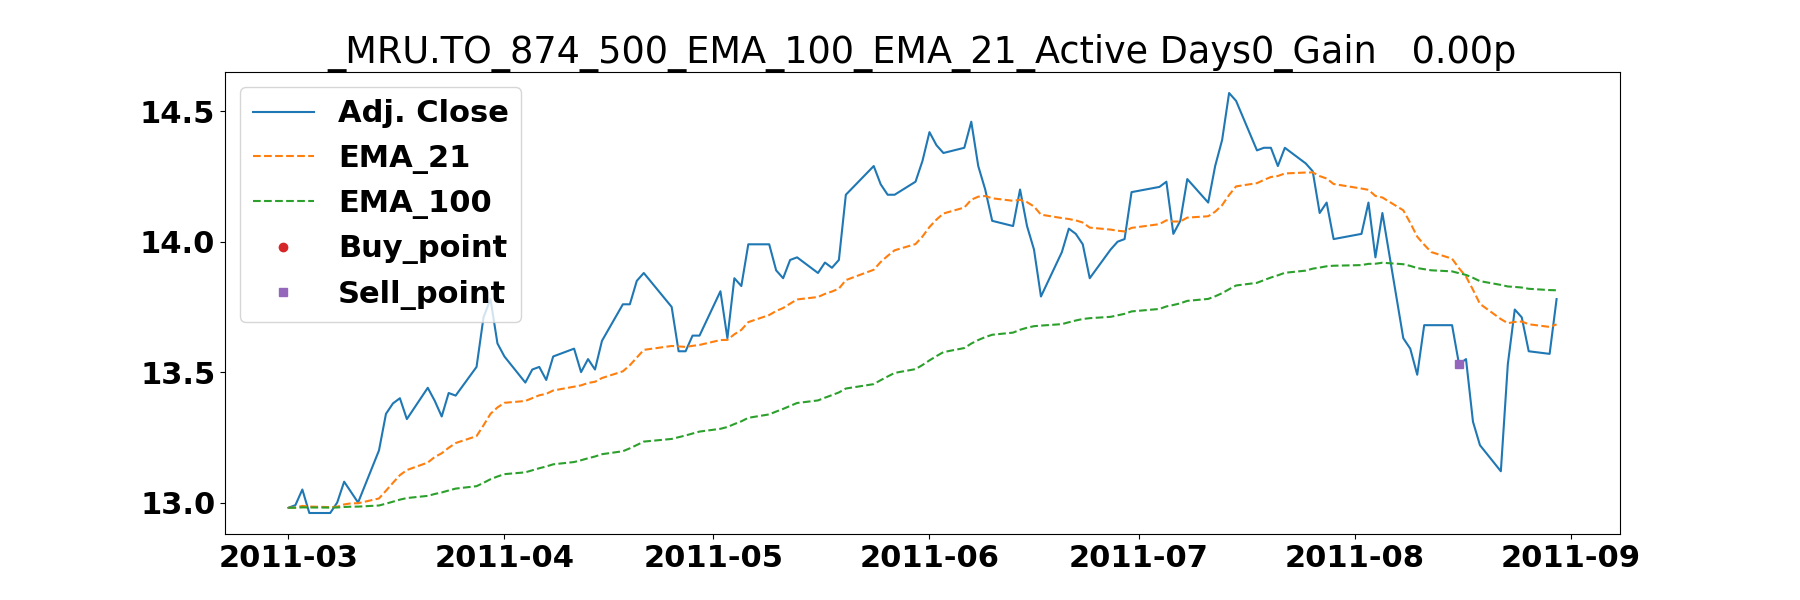 _MRU.TO_874_500_EMA_100_EMA_21_Active Days0_Gain   0.00p
14.5
14.0
13.5
13.0
Adj. Close
EMA_21
EMA_100
Buy_point
Sell_point
2011-03 2011-04 2011-05 2011-06 2011-07 2011-08 2011-09